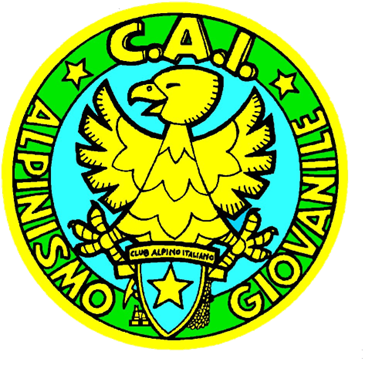 C.A.I.
ALPINISMO
GIOVANILE
CLUB ALPINO ITALIANO